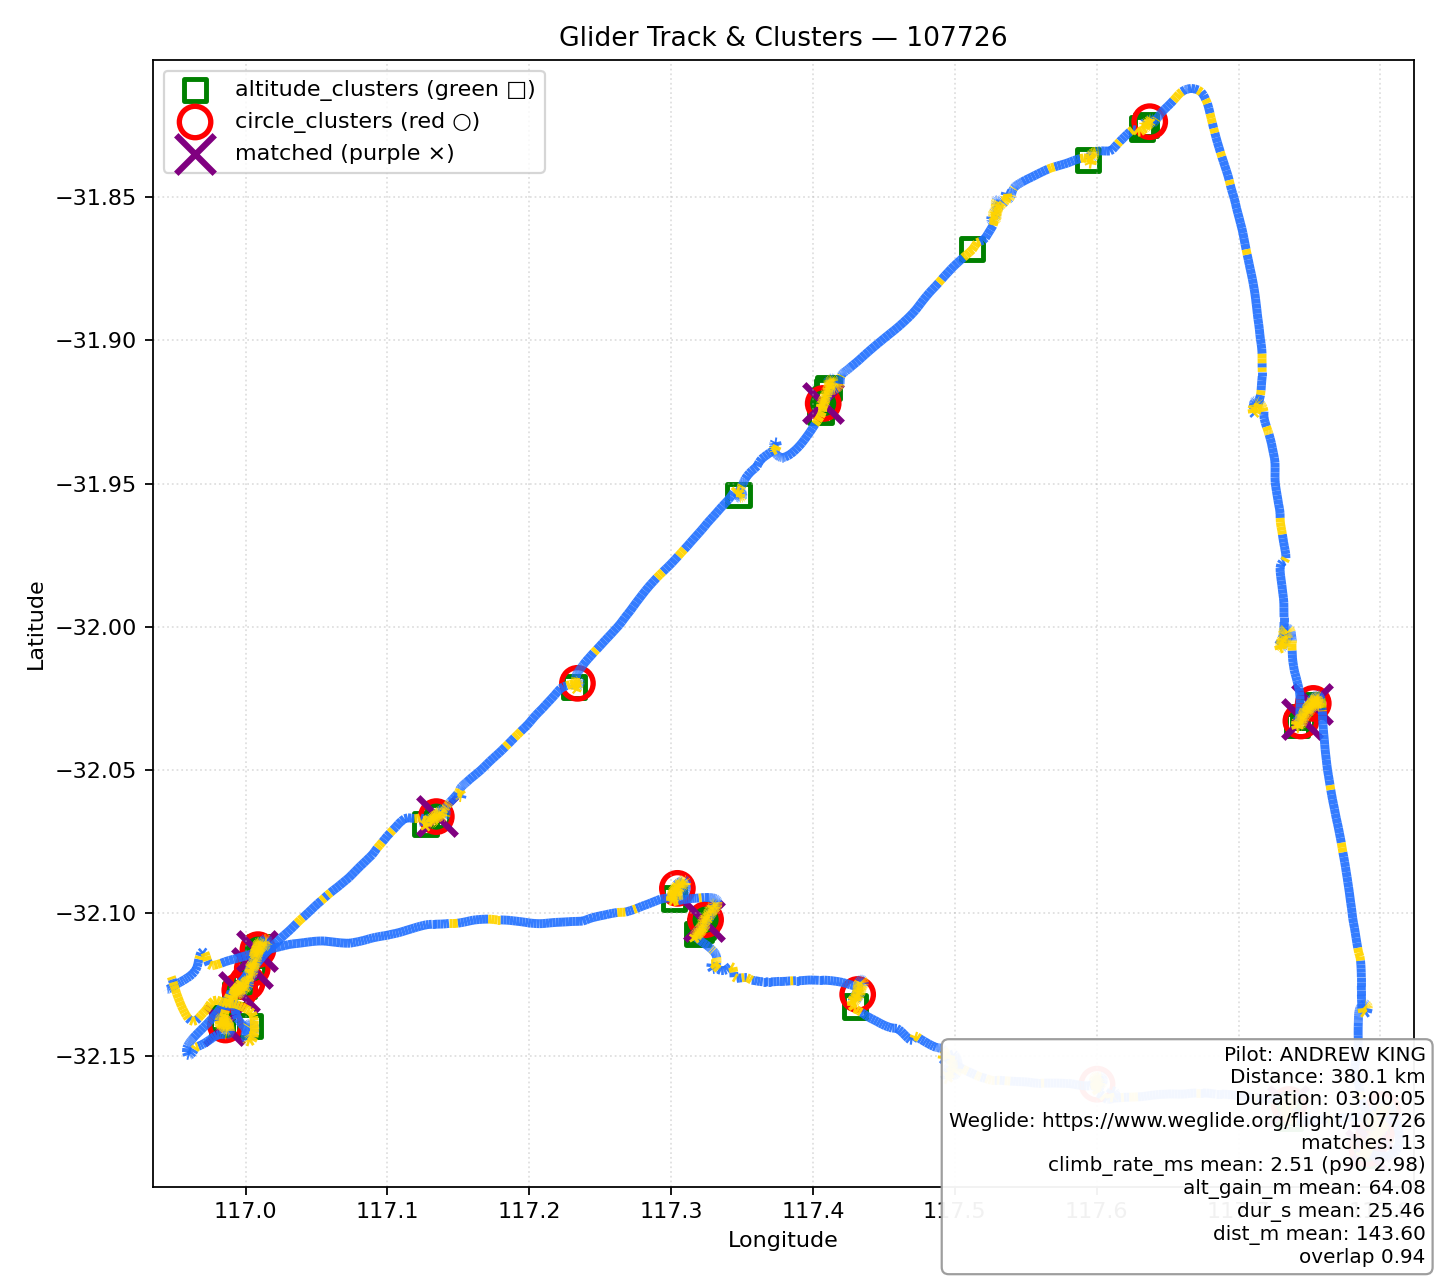 Glider Track & Clusters — 107726
altitude_clusters (green □)
circle_clusters (red ○)
matched (purple ×)
−31.85
−31.90
−31.95
−32.00
−32.05
−32.10
−32.15
Latitude
117.0
117.1
117.2
117.3
117.4
117.5
117.6
Longitude
Pilot: ANDREW KING
Distance: 380.1 km
Duration: 03:00:05
Weglide: https://www.weglide.org/flight/107726
matches: 13
climb_rate_ms mean: 2.51 (p90 2.98)
alt_gain_m mean: 64.08
dur_s mean: 25.46
dist_m mean: 143.60
overlap 0.94